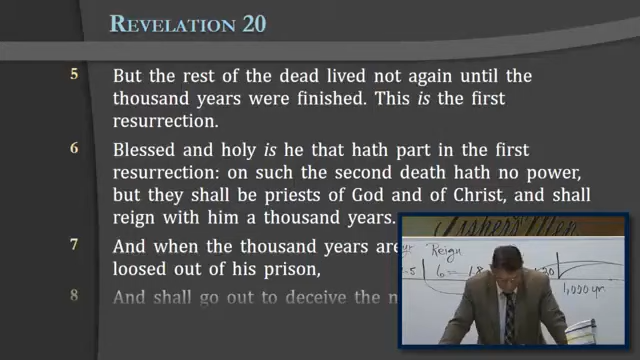 REVELATION 20
5 But the rest of the dead lived not again until the
thousand years were finished. This is the first
resurrection.
6 Blessed and holy is he that hath part in the first
resurrection: on such the second death hath no power,
but they shall be priests of God and of Christ, and shall
reign with him a thousand years.
7 And when the thousand years are
loosed out of his prison,
8 And shall go out to deceive the n
Fishers Men
Reign
1,000 yr